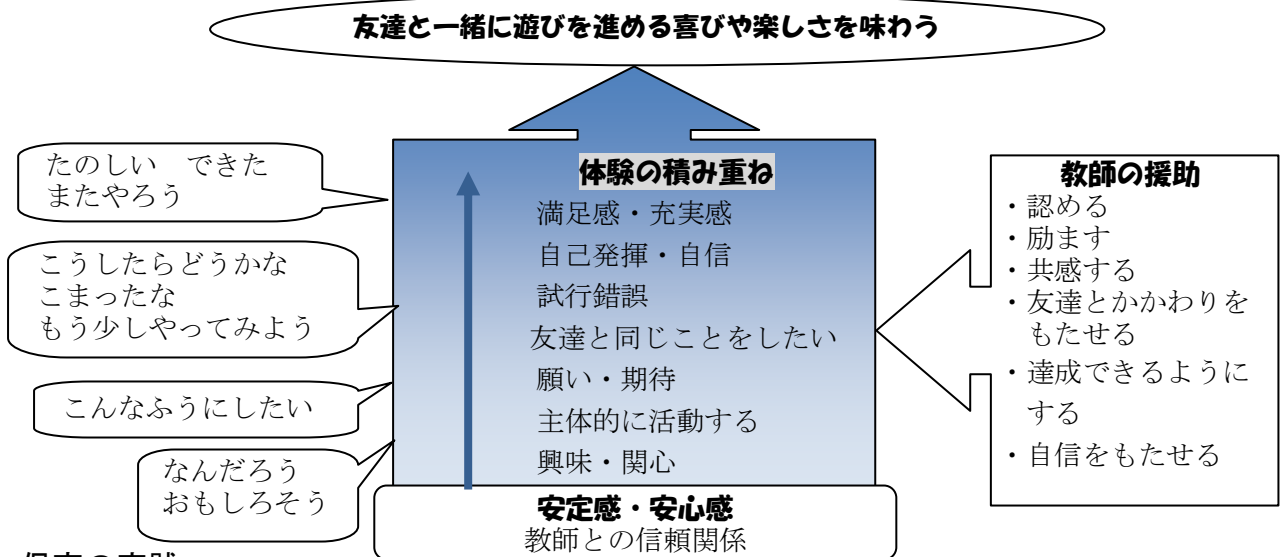 友達と一緒に遊びを進める喜びや楽しさを味わう
たのしい　できた
またやろう
こうしたらどうかな
こまったな
もう少しやってみよう
こんなふうにしたい
なんだろう
おもしろそう
体験の積み重ね
満足感・充実感
自己発揮・自信
試行錯誤
友達と同じことをしたい
願い・期待
主体的に活動する
興味・関心
安定感・安心感
教師との信頼関係
教師の援助
・認める
・励ます
・共感する
・友達とかかわりを
もたせる
・達成できるように
する
・自信をもたせる